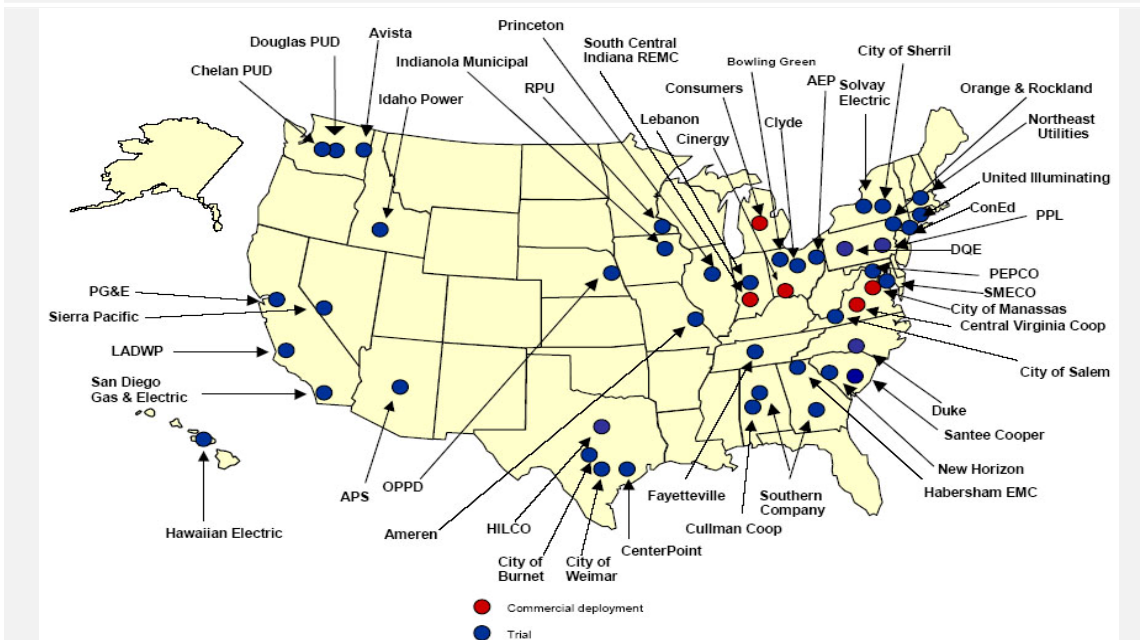 Princeton
Douglas PUD
Avista
South Central
Indiana REMC
City of Sherril
Chelan PUD
Indianola Municipal
Bowling Green
Idaho Power
RPU
Consumers
AEP
Solvay
Electric
Orange & Rockland
Lebanon
Cinergy
Clyde
Northeast
Utilities
United Illuminating
ConEd
PPL
DQE
PEPCO
SMECO
City of Manassas
Central Virginia Coop
PG&E
Sierra Pacific
LADWP
City of Salem
San Diego
Gas & Electric
Duke
Santee Cooper
New Horizon
Habersham EMC
APS
OPPD
Fayetteville
Southern
Company
Hawaiian Electric
Ameren
HILCO
Cullman Coop
CenterPoint
City of
Burnet
City of
Weimar
Commercial deployment
Trial